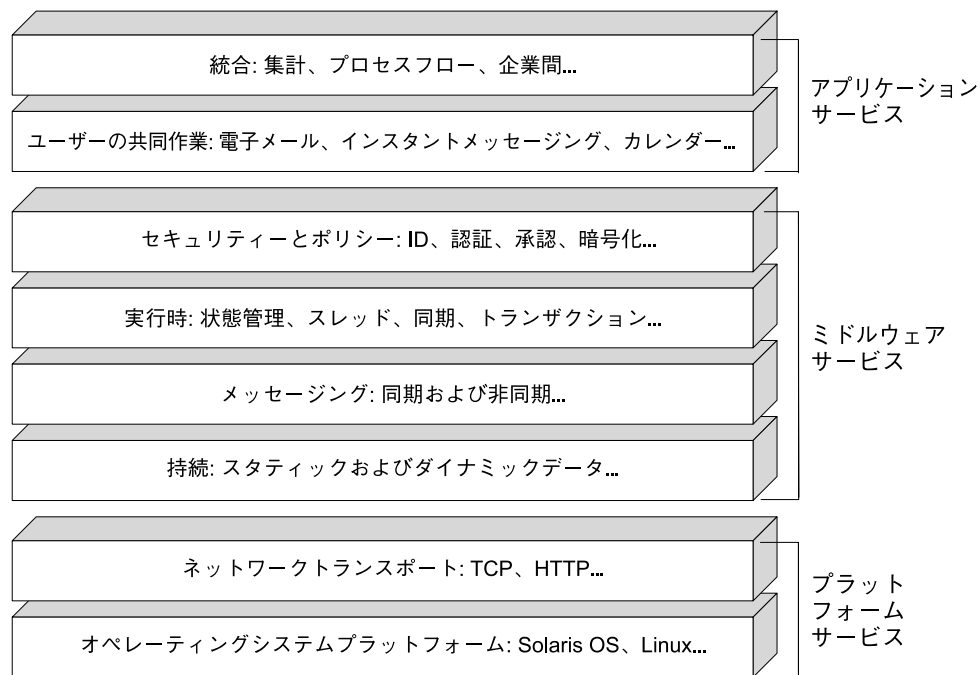 統合: 集計、プロセスフロー、企業間...
ユーザーの共同作業: 電子メール、インスタントメッセージング、カレンダー...
アプリケーション
サービス
セキュリティーとポリシー: ID、認証、承認、暗号化...
実行時: 状態管理、スレッド、同期、トランザクション...
メッセージング: 同期および非同期...
持続: スタティックおよびダイナミックデータ...
ミドルウェア
サービス
ネットワークトランスポート: TCP、HTTP...
オペレーティングシステムプラットフォーム: Solaris OS、Linux...
プラット
フォーム
サービス